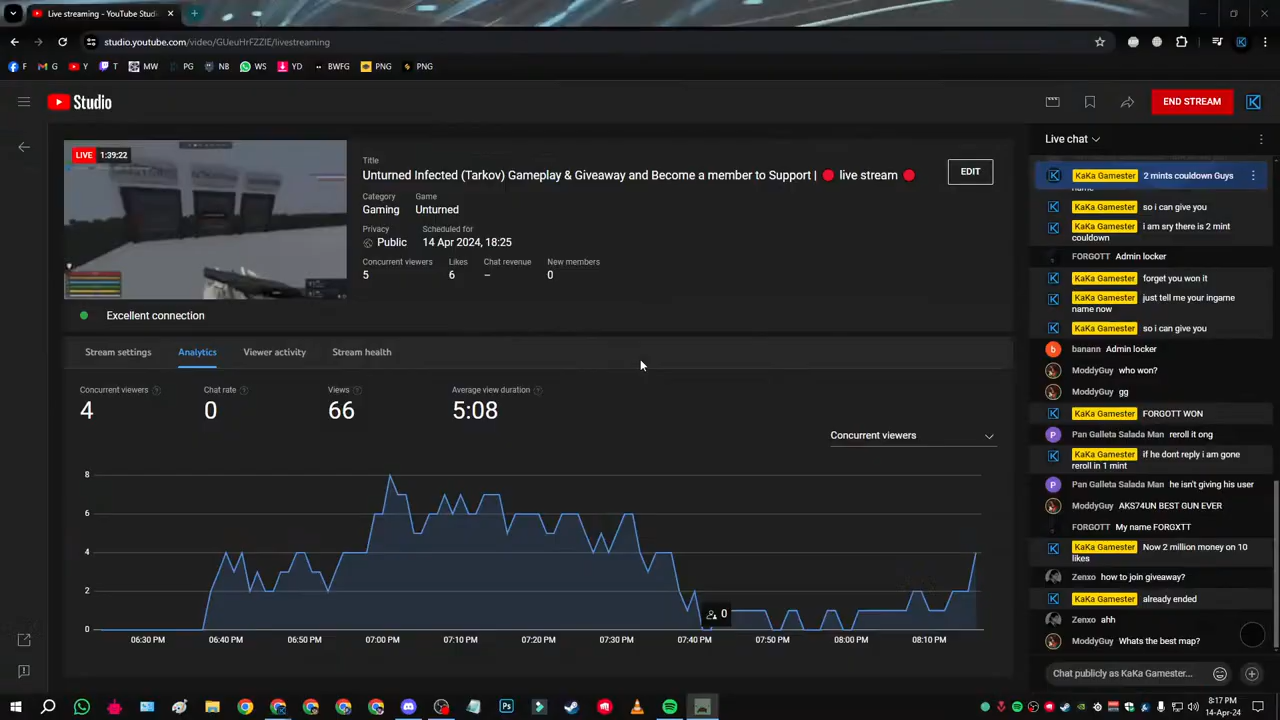 Live streaming - YouTube Studi
studio.youtube.com/video/GUeuHrFZZIE/livestreaming
F G Y T MW PG NB WS YD BWFG PNG PNG
Studio
END STREAM
LIVE 1:39:22
Title
Unturned Infected (Tarkov) Gameplay & Giveaway and Become a member to Support | 🔴 live stream 🔴
EDIT
Category Game
Gaming Unturned
Privacy Scheduled for
Public 14 Apr 2024, 18:25
Concurrent viewers Likes Chat revenue New members
5 6 – 0
Excellent connection
Stream settings Analytics Viewer activity Stream health
Concurrent viewers Chat rate Views Average view duration
4 0 66 5:08
Concurrent viewers
8
6
4
2
0
0
06:30 PM 06:40 PM 06:50 PM 07:00 PM 07:10 PM 07:20 PM 07:30 PM 07:40 PM 07:50 PM 08:00 PM 08:10 PM
Live chat
KaKa Gamester 2 mints couldown Guys
name
KaKa Gamester so i can give you
KaKa Gamester i am sry there is 2 mint
couldown
FORGOTT Admin locker
KaKa Gamester forget you won it
KaKa Gamester just tell me your ingame
name now
KaKa Gamester so i can give you
banann Admin locker
ModdyGuy who won?
ModdyGuy gg
KaKa Gamester FORGOTT WON
Pan Galleta Salada Man reroll it ong
KaKa Gamester if he dont reply i am gone
reroll in 1 mint
Pan Galleta Salada Man he isn't giving his user
ModdyGuy AKS74UN BEST GUN EVER
FORGOTT My name FORGXTT
KaKa Gamester Now 2 million money on 10
likes
Zenxo how to join giveaway?
KaKa Gamester already ended
Zenxo ahh
ModdyGuy Whats the best map?
Chat publicly as KaKa Gamester...
8:17 PM
14-Apr-24